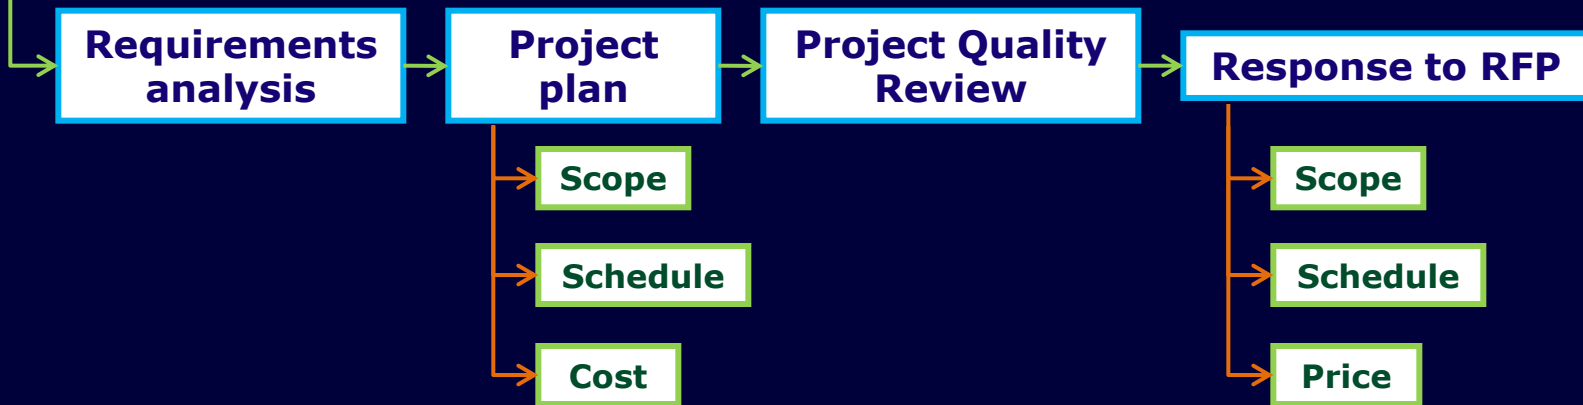 Requirements
analysis
Project
plan
Project Quality
Review
Response to RFP
Scope
Schedule
Cost
Scope
Schedule
Price